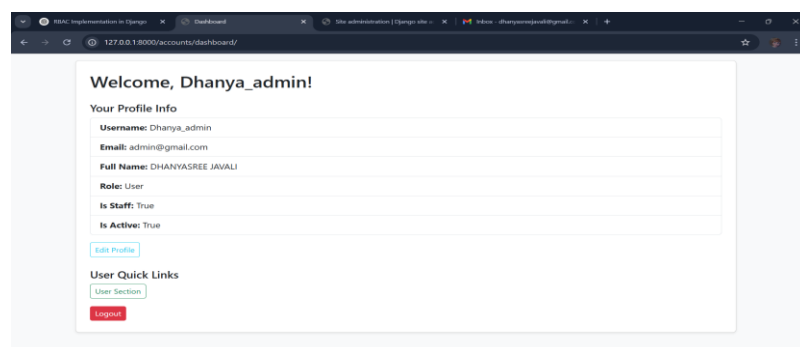 RBAC Implementation in Django
Dashboard
Site administration | Django site a
Inbox - dhanyasreejavali@gmail.c
127.0.0.1:8000/accounts/dashboard/
Welcome, Dhanya_admin!
Your Profile Info
Username: Dhanya_admin
Email: admin@gmail.com
Full Name: DHANYASREE JAVALI
Role: User
Is Staff: True
Is Active: True
Edit Profile
User Quick Links
User Section
Logout